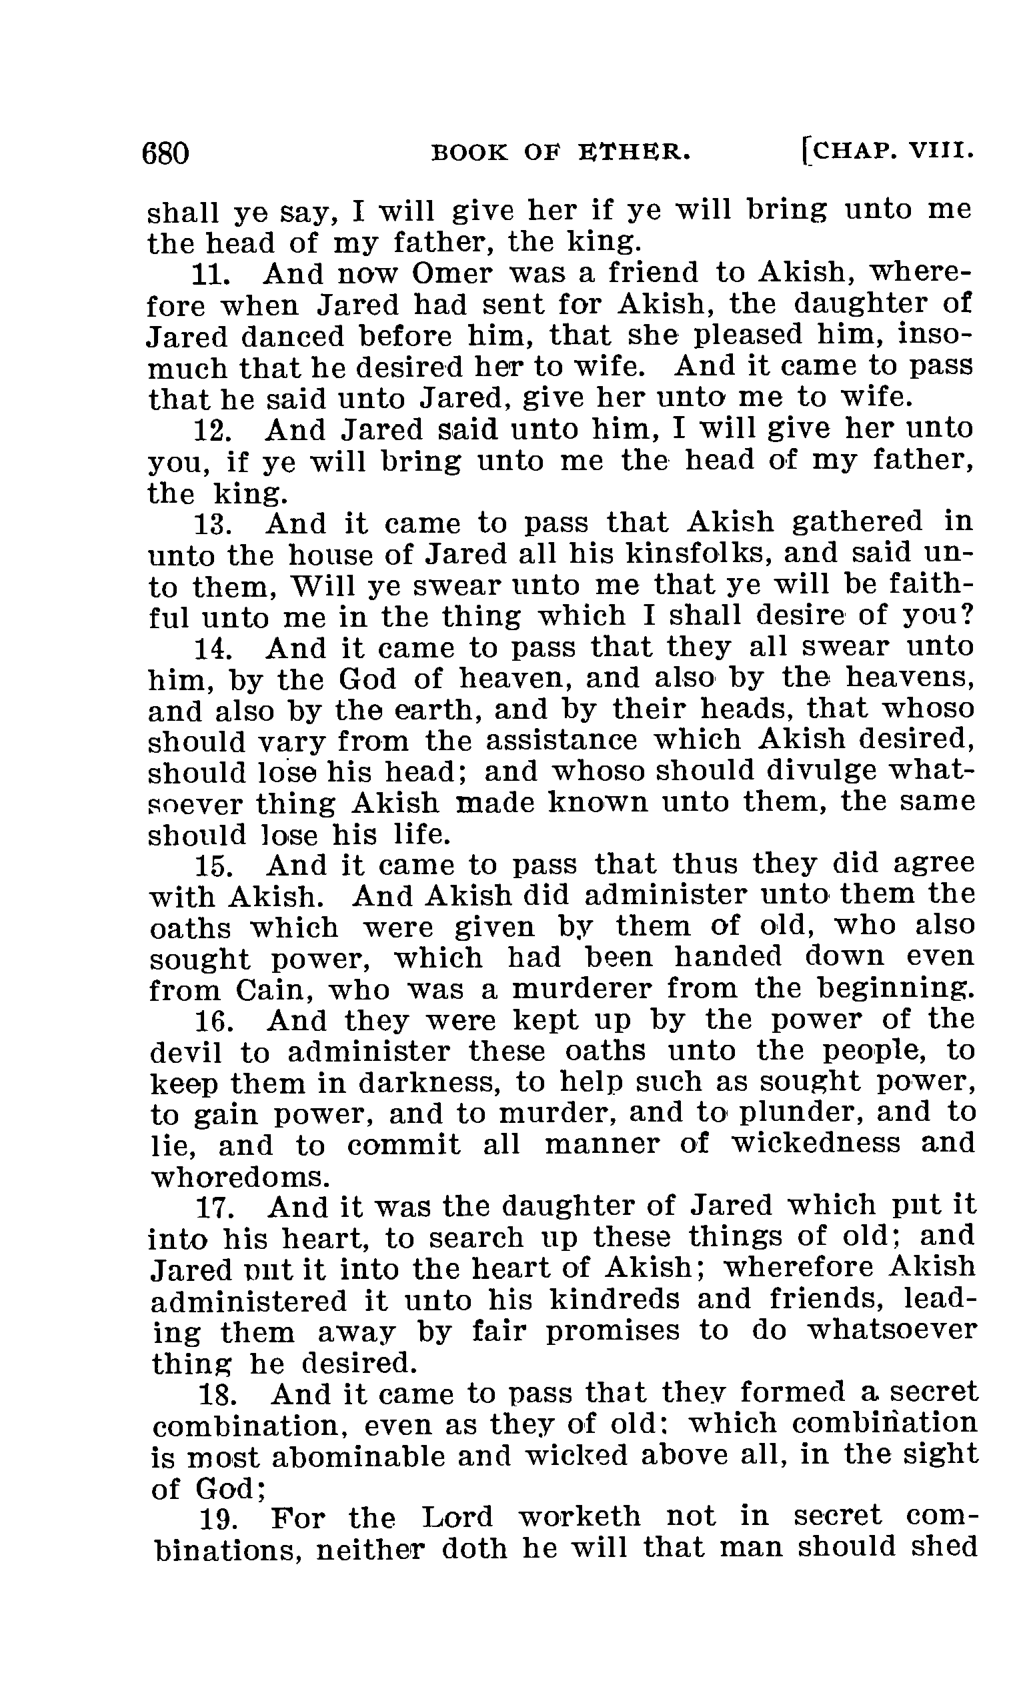 680 BOOK OF ETHER. [CHAP. VIII.
shall ye say, I will give her if ye will bring unto me
the head of my father, the king.
11. And now Omer was a friend to Akish, where-
fore when Jared had sent for Akish, the daughter of
Jared danced before him, that she pleased him, inso-
much that he desired her to wife. And it came to pass
that he said unto Jared, give her unto me to wife.
12. And Jared said unto him, I will give her unto
you, if ye will bring unto me the head of my father,
the king.
13. And it came to pass that Akish gathered in
unto the house of Jared all his kinsfolks, and said un-
to them, Will ye swear unto me that ye will be faith-
ful unto me in the thing which I shall desire of you?
14. And it came to pass that they all swear unto
him, by the God of heaven, and also by the heavens,
and also by the earth, and by their heads, that whoso
should vary from the assistance which Akish desired,
should lose his head; and whoso should divulge what-
soever thing Akish made known unto them, the same
should lose his life.
15. And it came to pass that thus they did agree
with Akish. And Akish did administer unto them the
oaths which were given by them of old, who also
sought power, which had been handed down even
from Cain, who was a murderer from the beginning.
16. And they were kept up by the power of the
devil to administer these oaths unto the people, to
keep them in darkness, to help such as sought power,
to gain power, and to murder, and to plunder, and to
lie, and to commit all manner of wickedness and
whoredoms.
17. And it was the daughter of Jared which put it
into his heart, to search up these things of old; and
Jared put it into the heart of Akish; wherefore Akish
administered it unto his kindreds and friends, lead-
ing them away by fair promises to do whatsoever
thing he desired.
18. And it came to pass that they formed a secret
combination, even as they of old; which combination
is most abominable and wicked above all, in the sight
of God;
19. For the Lord worketh not in secret com-
binations, neither doth he will that man should shed